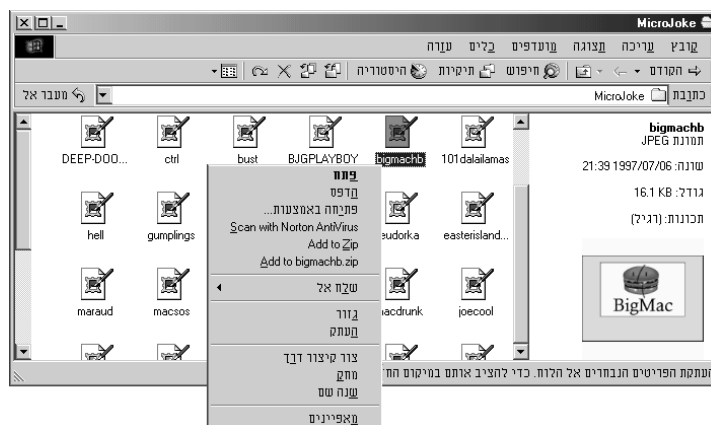 MicroJoke
קובץ עריכה תצוגה מועדפים כלים עזרה
הקודם חיפוש תיקיות היסטוריה
כתובת MicroJoke מעבר אל
bigmachb
תמונת JPEG
שונה: 21:39 1997/07/06
גודל: 16.1 KB
תכונות: (רגיל)
BigMac
DEEP-DOO... ctrl bust BJGPLAYBOY bigmachb 101dalailamas
hell gumplings eudorka easterisland...
maraud macsos macdrunk joecool
פתח
הדפס
פתיחה באמצעות...
Scan with Norton AntiVirus
Add to Zip
Add to bigmachb.zip
שלח אל
גזור
העתק
צור קיצור דרך
מחק
שנה שם
מאפיינים
העתקת הפריטים הנבחרים אל הלוח. כדי להציב אותם במיקום